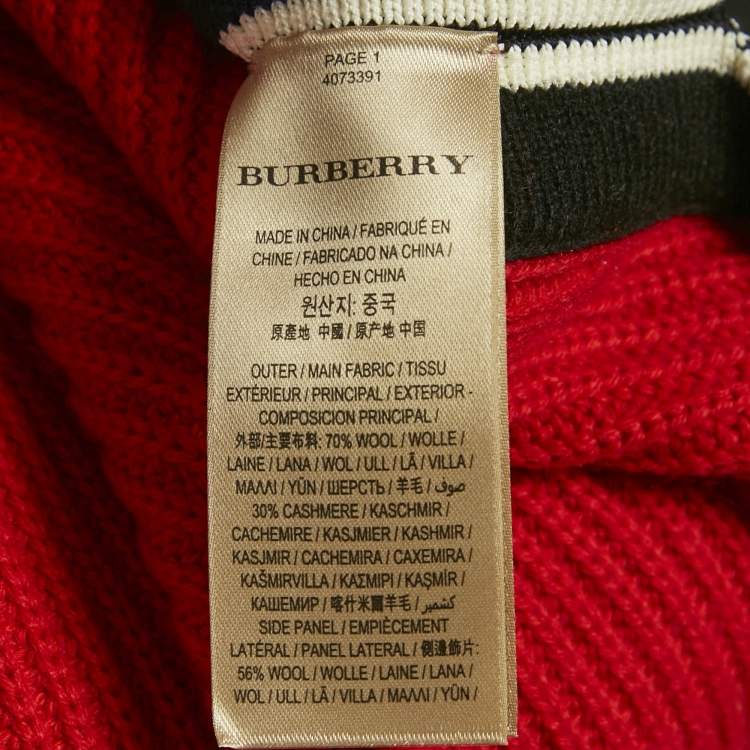 PAGE 1
4073391
BURBERRY
MADE IN CHINA / FABRIQUÉ EN
CHINE / FABRICADO NA CHINA /
HECHO EN CHINA
원산지: 중국
原產地 中國 / 原产地 中国
OUTER / MAIN FABRIC / TISSU
EXTÉRIEUR / PRINCIPAL / EXTERIOR -
COMPOSICION PRINCIPAL /
外部/主要布料: 70% WOOL / WOLLE /
LAINE / LANA / WOL / ULL / LÃ / VILLA /
ΜΑΛΛΙ / YÜN / ШЕРСТЬ / 羊毛 / صوف /
30% CASHMERE / KASCHMIR /
CACHEMIRE / KASJMIER / KASHMIR /
KASJMIR / CACHEMIRA / CAXEMIRA /
KAŠMIRVILLA / ΚΑΣΜΙΡΙ / KAŞMİR /
КАШЕМИР / 喀什米爾羊毛 / كشمير /
SIDE PANEL / EMPIÈCEMENT
LATÉRAL / PANEL LATERAL / 側邊飾片:
56% WOOL / WOLLE / LAINE / LANA /
WOL / ULL / LÃ / VILLA / ΜΑΛΛΙ / YÜN /